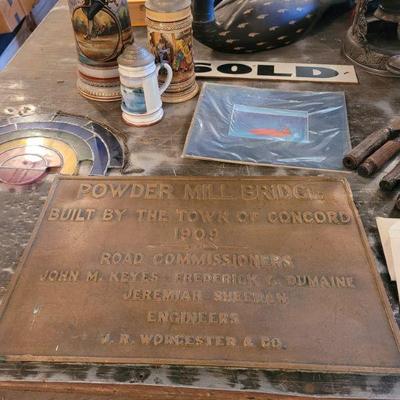 SOLD
POWDER MILL BRIDGE
BUILT BY THE TOWN OF CONCORD
1909
ROAD COMMISSIONERS
JOHN M. KEYES - FREDERICK C. DUMAINE
JEREMIAH SHEEHAN
ENGINEERS
J. R. WORCESTER & CO.